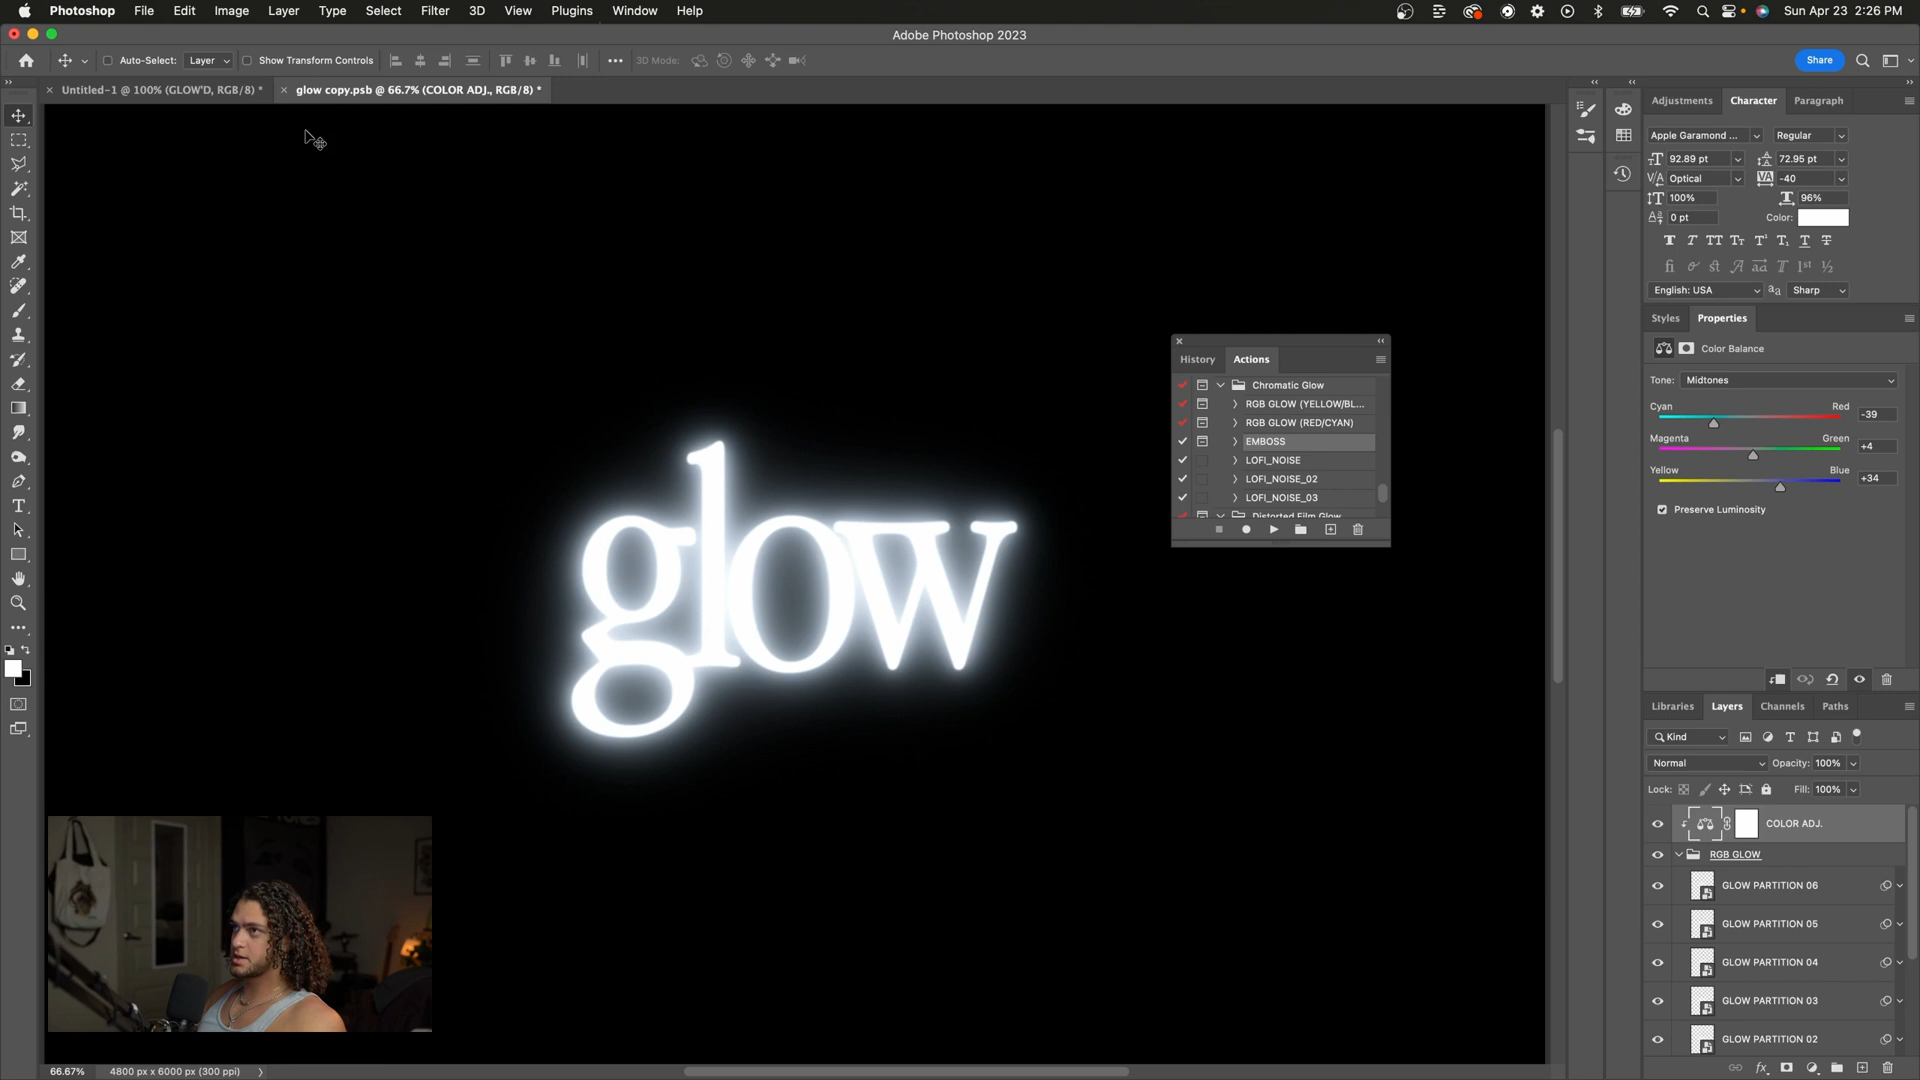 Photoshop File Edit Image Layer Type Select Filter 3D View Plugins Window Help Sun Apr 23 2:26 PM
Adobe Photoshop 2023
Auto-Select: Layer Show Transform Controls 3D Mode: Share
Untitled-1 @ 100% (GLOW'D, RGB/8) * glow copy.psb @ 66.7% (COLOR ADJ., RGB/8) *
Adjustments Character Paragraph
Apple Garamond ... Regular
92.89 pt 72.95 pt
Optical -40
100% 96%
0 pt Color:
English: USA Sharp
Styles Properties
Color Balance
Tone: Midtones
Cyan Red -39
Magenta Green +4
Yellow Blue +34
Preserve Luminosity
History Actions
Chromatic Glow
RGB GLOW (YELLOW/BL...
RGB GLOW (RED/CYAN)
EMBOSS
LOFI_NOISE
LOFI_NOISE_02
LOFI_NOISE_03
Distorted Film Glow
glow
Libraries Layers Channels Paths
Kind
Normal Opacity: 100%
Lock: Fill: 100%
COLOR ADJ.
RGB GLOW
GLOW PARTITION 06
GLOW PARTITION 05
GLOW PARTITION 04
GLOW PARTITION 03
GLOW PARTITION 02
66.67% 4800 px x 6000 px (300 ppi)